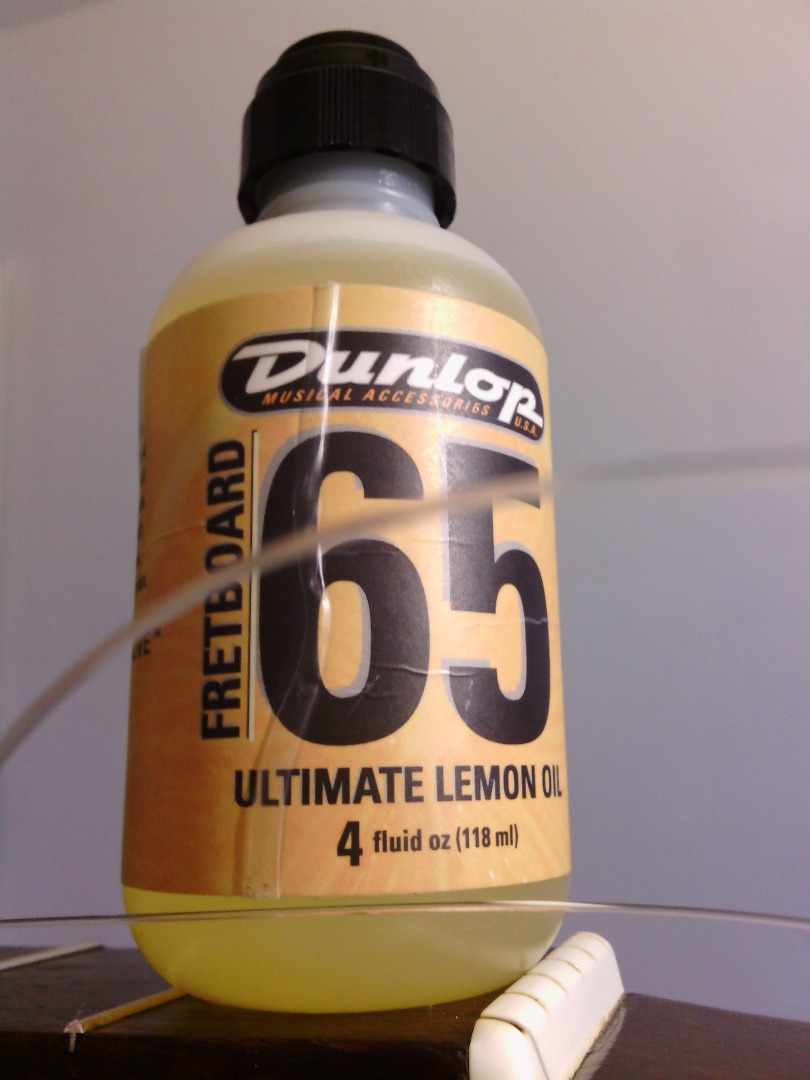 DUNLOP
MUSICAL ACCESSORIES U.S.A.
FRETBOARD
65
ULTIMATE LEMON OIL
4 fluid oz (118 ml)